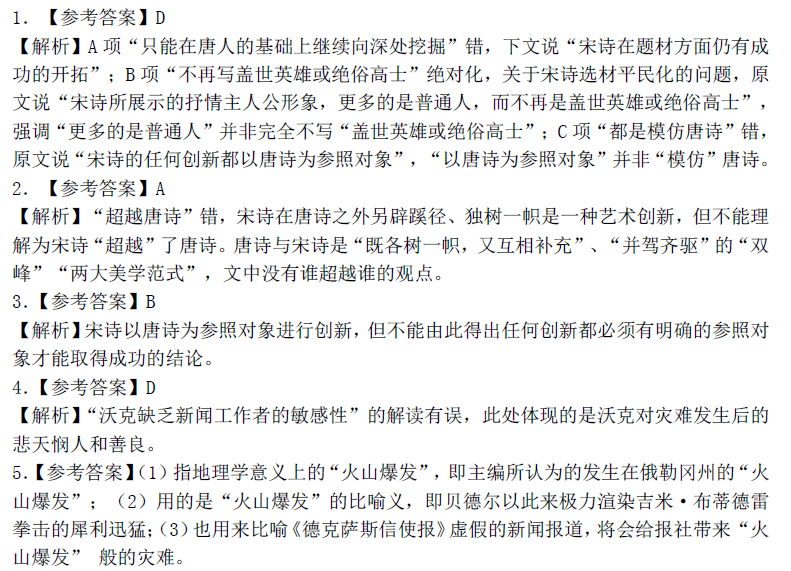 1. 【参考答案】D
【解析】A 项“只能在唐人的基础上继续向深处挖掘”错，下文说“宋诗在题材方面仍有成
功的开拓”；B 项“不再写盖世英雄或绝俗高士”绝对化，关于宋诗选材平民化的问题，原
文说“宋诗所展示的抒情主人公形象，更多的是普通人，而不再是盖世英雄或绝俗高士”，
强调“更多的是普通人”并非完全不写“盖世英雄或绝俗高士”；C 项“都是模仿唐诗”错，
原文说“宋诗的任何创新都以唐诗为参照对象”，“以唐诗为参照对象”并非“模仿”唐诗。
2. 【参考答案】A
【解析】“超越唐诗”错，宋诗在唐诗之外另辟蹊径、独树一帜是一种艺术创新，但不能理
解为宋诗“超越”了唐诗。唐诗与宋诗是“既各树一帜，又互相补充”、“并驾齐驱”的“双
峰”“两大美学范式”，文中没有谁超越谁的观点。
3.【参考答案】B
【解析】宋诗以唐诗为参照对象进行创新，但不能由此得出任何创新都必须有明确的参照对
象才能取得成功的结论。
4.【参考答案】D
【解析】“沃克缺乏新闻工作者的敏感性”的解读有误，此处体现的是沃克对灾难发生后的
悲天悯人和善良。
5.【参考答案】(1) 指地理学意义上的“火山爆发”，即主编所认为的发生在俄勒冈州的“火
山爆发”；（2）用的是“火山爆发”的比喻义，即贝德尔以此来极力渲染吉米·布蒂德雷
拳击的犀利迅猛；(3)也用来比喻《德克萨斯信使报》虚假的新闻报道，将会给报社带来“火
山爆发” 般的灾难。